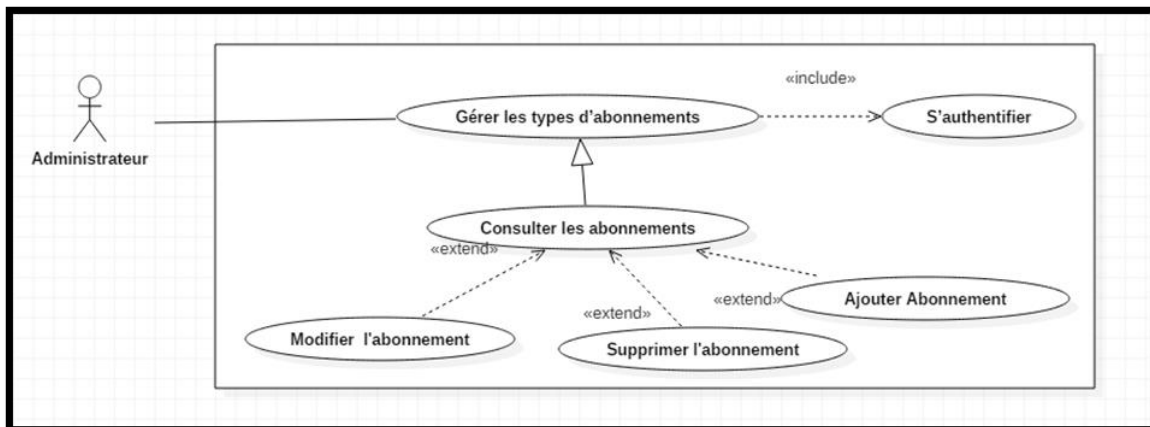 «include»
Gérer les types d'abonnements
S'authentifier
Administrateur
Consulter les abonnements
«extend»
«extend»
Ajouter Abonnement
«extend»
Modifier  l'abonnement
Supprimer l'abonnement